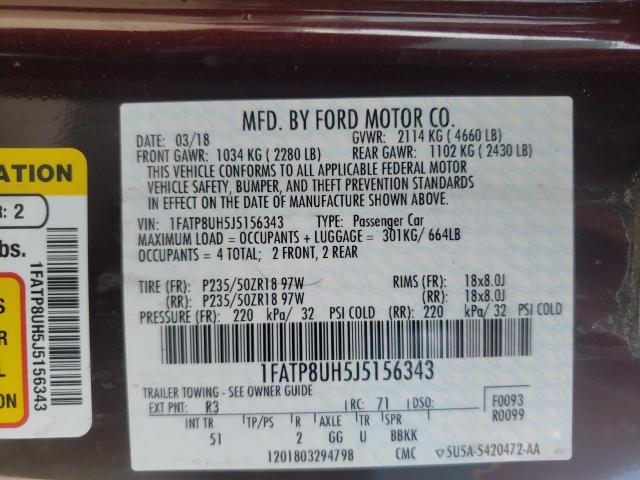 MFD. BY FORD MOTOR CO.
DATE: 03/18 GVWR: 2114 KG ( 4660 LB)
FRONT GAWR: 1034 KG ( 2280 LB) REAR GAWR: 1102 KG ( 2430 LB)
THIS VEHICLE CONFORMS TO ALL APPLICABLE FEDERAL MOTOR
VEHICLE SAFETY, BUMPER, AND THEFT PREVENTION STANDARDS
IN EFFECT ON THE DATE OF MANUFACTURE SHOWN ABOVE.
VIN: 1FATP8UH5J5156343 TYPE: Passenger Car
MAXIMUM LOAD = OCCUPANTS + LUGGAGE = 301KG/ 664LB
OCCUPANTS = 4 TOTAL; 2 FRONT, 2 REAR
TIRE (FR): P235/50ZR18 97W RIMS (FR): 18x8.0J
(RR): P235/50ZR18 97W (RR): 18x8.0J
PRESSURE (FR): 220 kPa/ 32 PSI COLD (RR): 220 kPa/ 32 PSI COLD
1FATP8UH5J5156343
TRAILER TOWING - SEE OWNER GUIDE
EXT PNT: R3 RC: 71 DSO: F0093
R0099
INT TR TP/PS R AXLE TR SPR
51 2 GG U BBKK
1201803294798 CMC ▽5U5A-5420472-AA
ATION
R: 2
lbs.
S
R
L
ON
1FATP8UH5J5156343